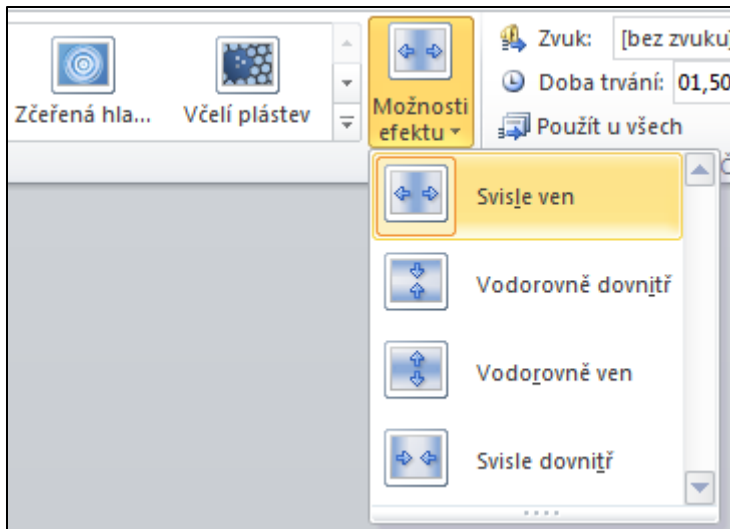 Zčeřená hla...
Včelí plástev
Možnosti
efektu
Zvuk: [bez zvuku]
Doba trvání: 01,50
Použít u všech
Svisle ven
Vodorovně dovnitř
Vodorovně ven
Svisle dovnitř